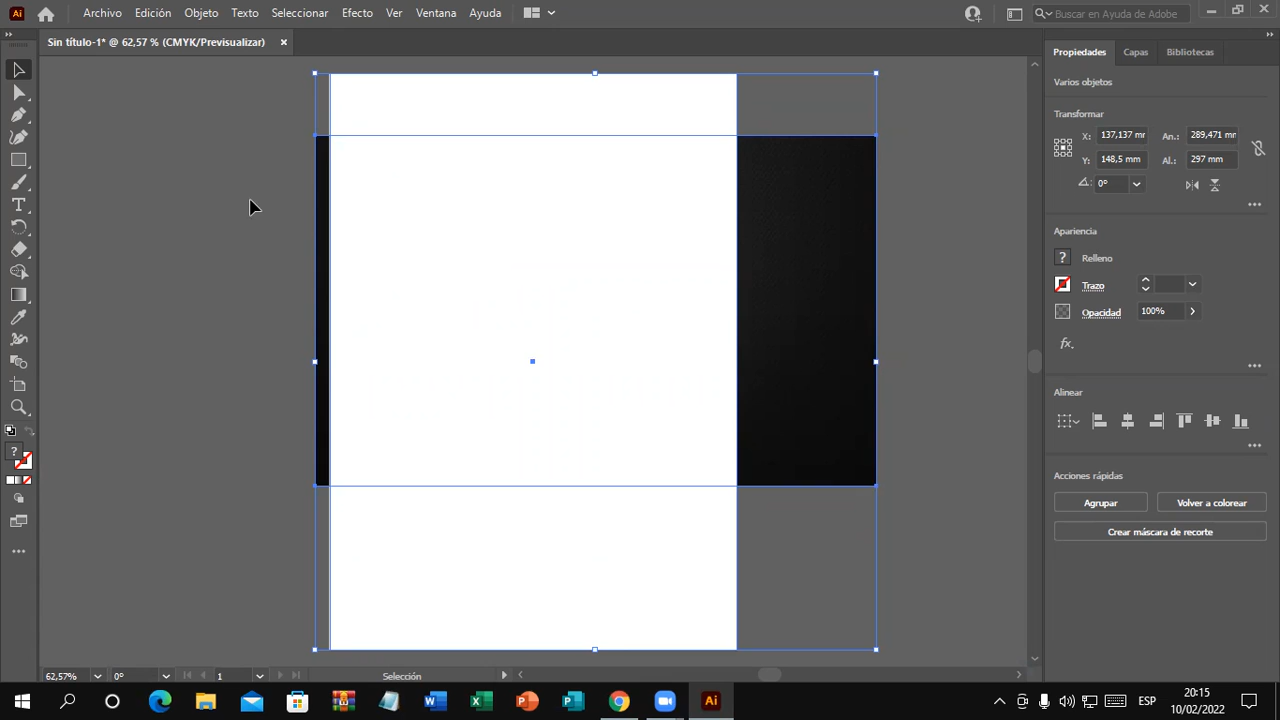 Ai Archivo Edición Objeto Texto Seleccionar Efecto Ver Ventana Ayuda Buscar en Ayuda de Adobe
Sin título-1* @ 62,57 % (CMYK/Previsualizar)
Propiedades Capas Bibliotecas
Varios objetos
Transformar
X: 137,137 mr An.: 289,471 mr
Y: 148,5 mm Al.: 297 mm
0°
Apariencia
? Relleno
Trazo
Opacidad 100%
fx.
Alinear
Acciones rápidas
Agrupar Volver a colorear
Crear máscara de recorte
62,57% 0° 1 Selección
ESP 20:15
10/02/2022